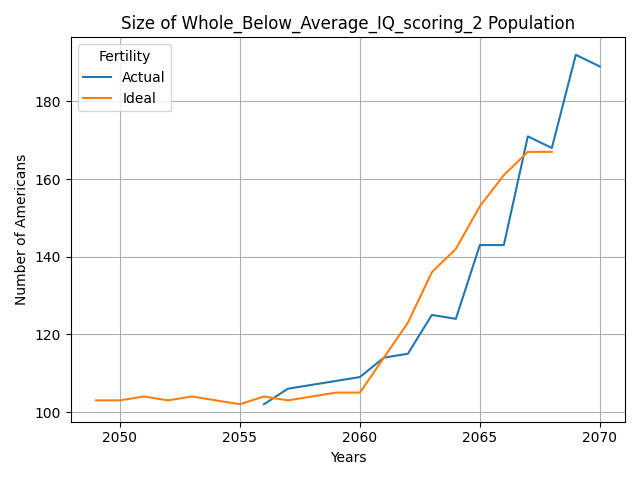 Size of Whole_Below_Average_IQ_scoring_2 Population
Fertility
Actual
Ideal
180
160
140
120
100
Number of Americans
2050
2055
2060
2065
2070
Years